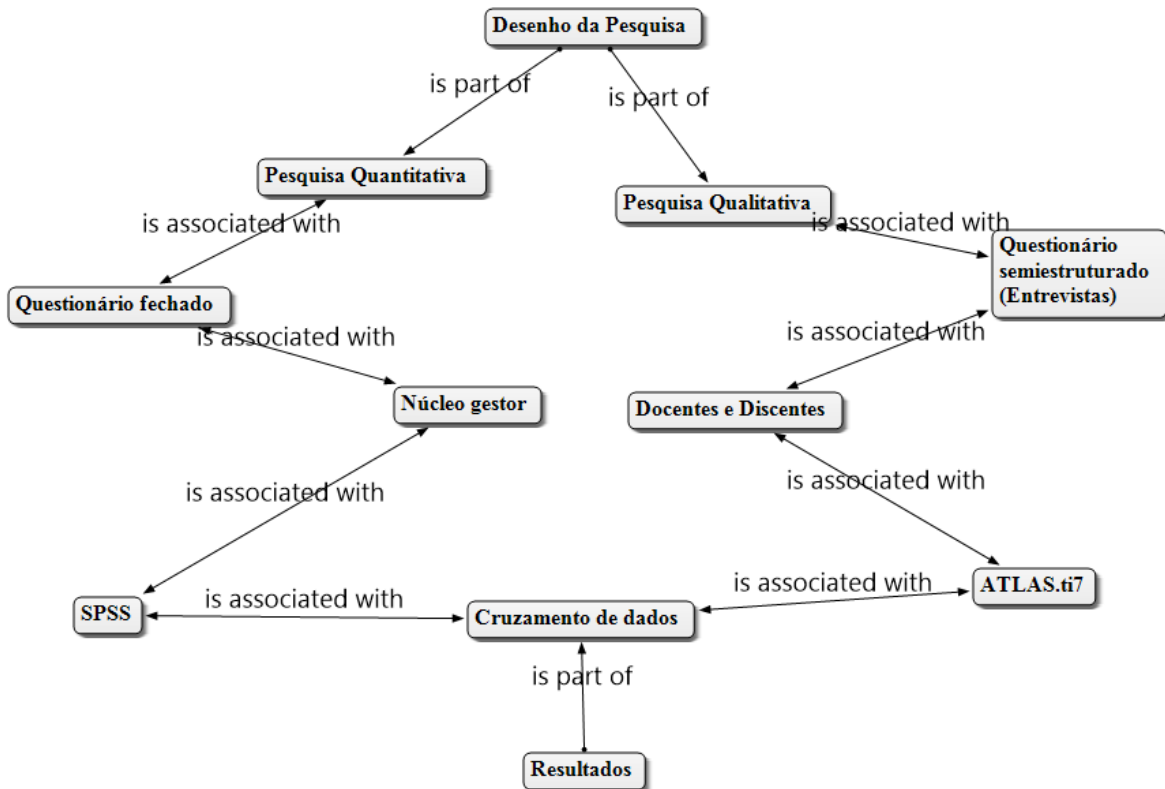 Desenho da Pesquisa
is part of
is part of
Pesquisa Quantitativa
Pesquisa Qualitativa
is associated with
is associated with
Questionário
semiestruturado
(Entrevistas)
Questionário fechado
is associated with
is associated with
Núcleo gestor
Docentes e Discentes
is associated with
is associated with
SPSS
is associated with
Cruzamento de dados
is associated with
ATLAS.ti7
is part of
Resultados